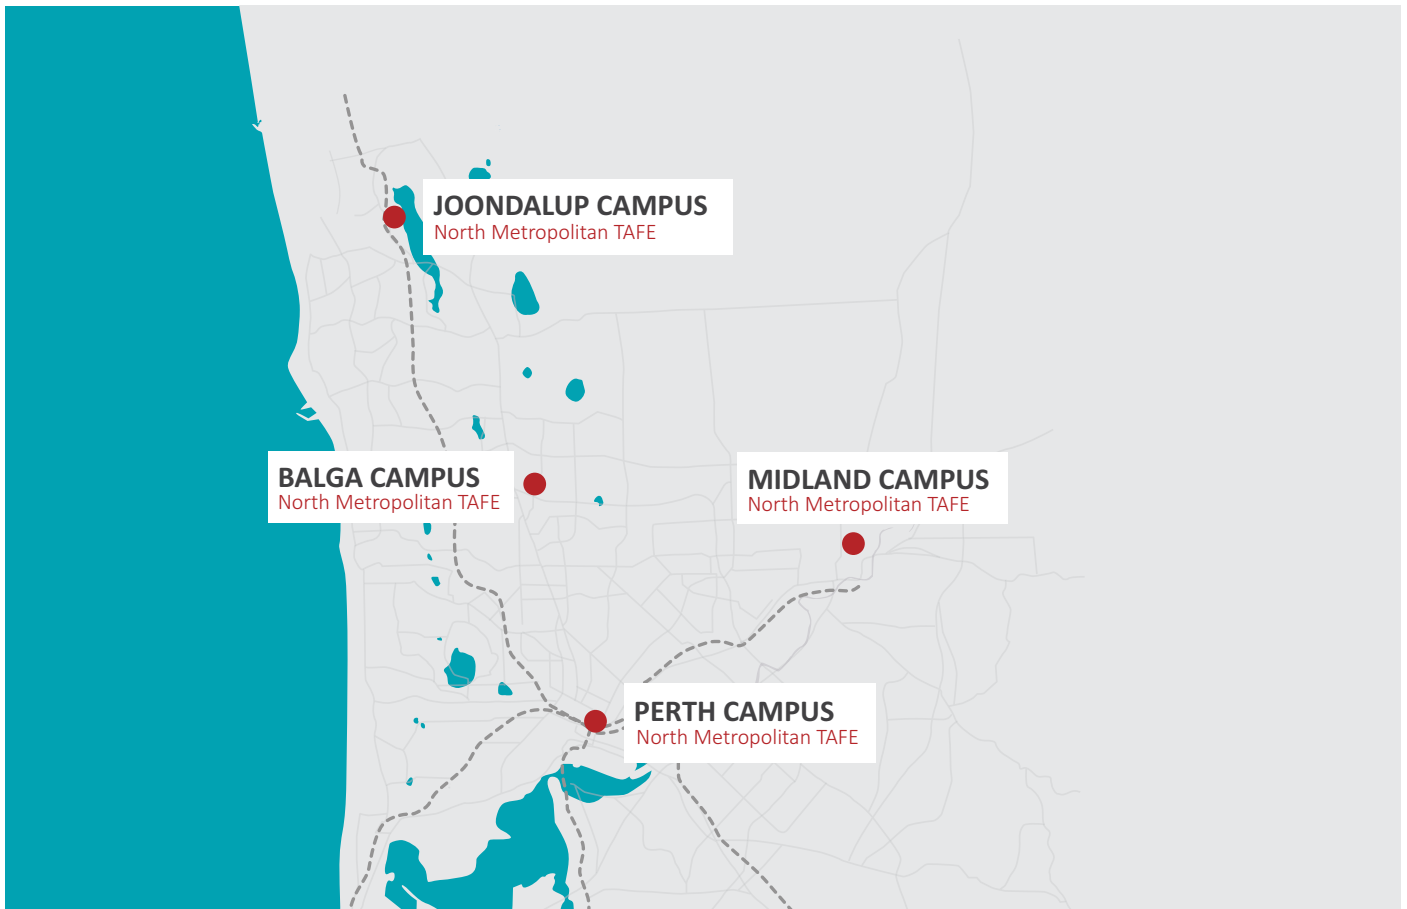 JOONDALUP CAMPUS
North Metropolitan TAFE
BALGA CAMPUS
North Metropolitan TAFE
MIDLAND CAMPUS
North Metropolitan TAFE
PERTH CAMPUS
North Metropolitan TAFE